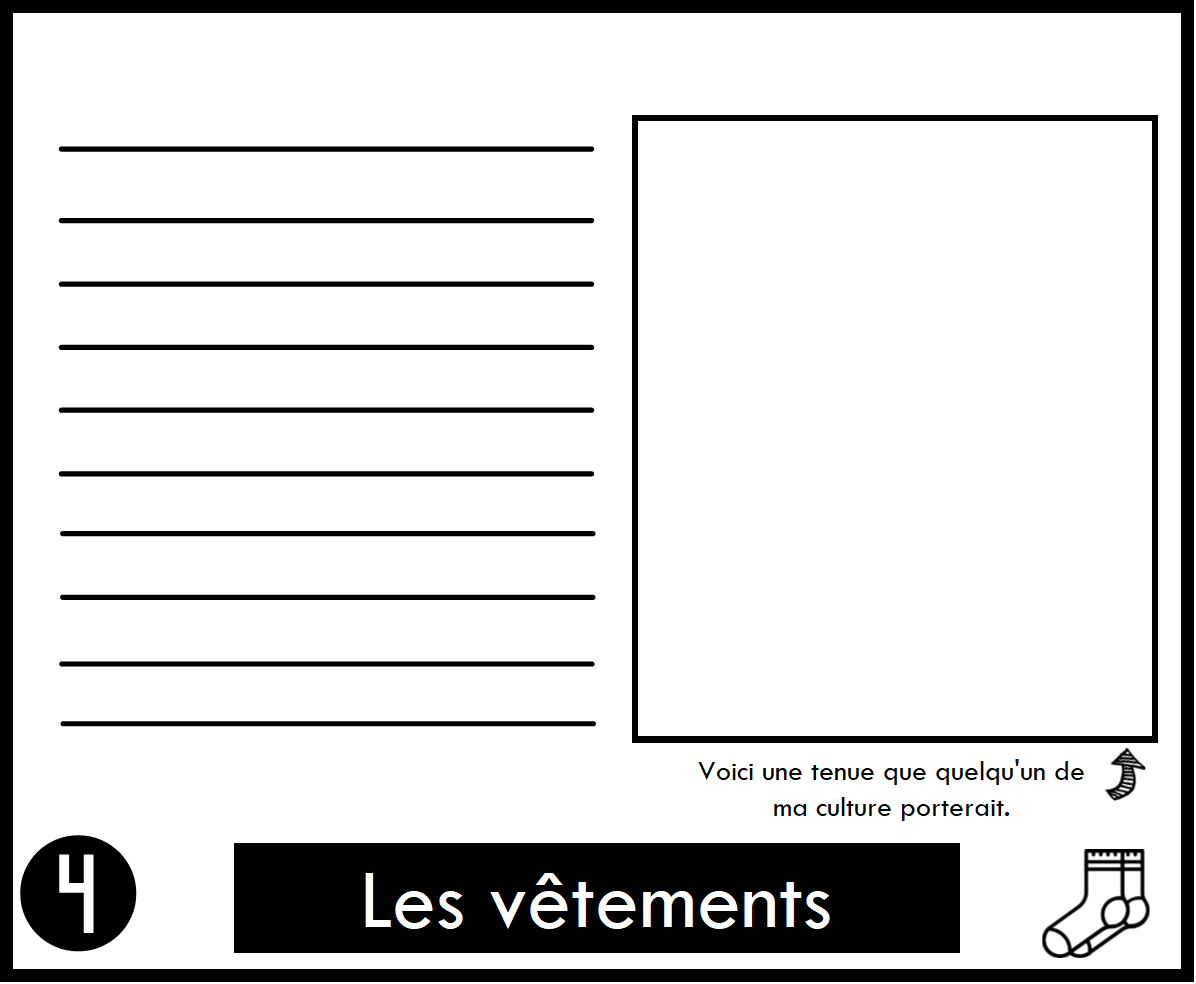 Voici une tenue que quelqu'un de
ma culture porterait.
4
Les vêtements